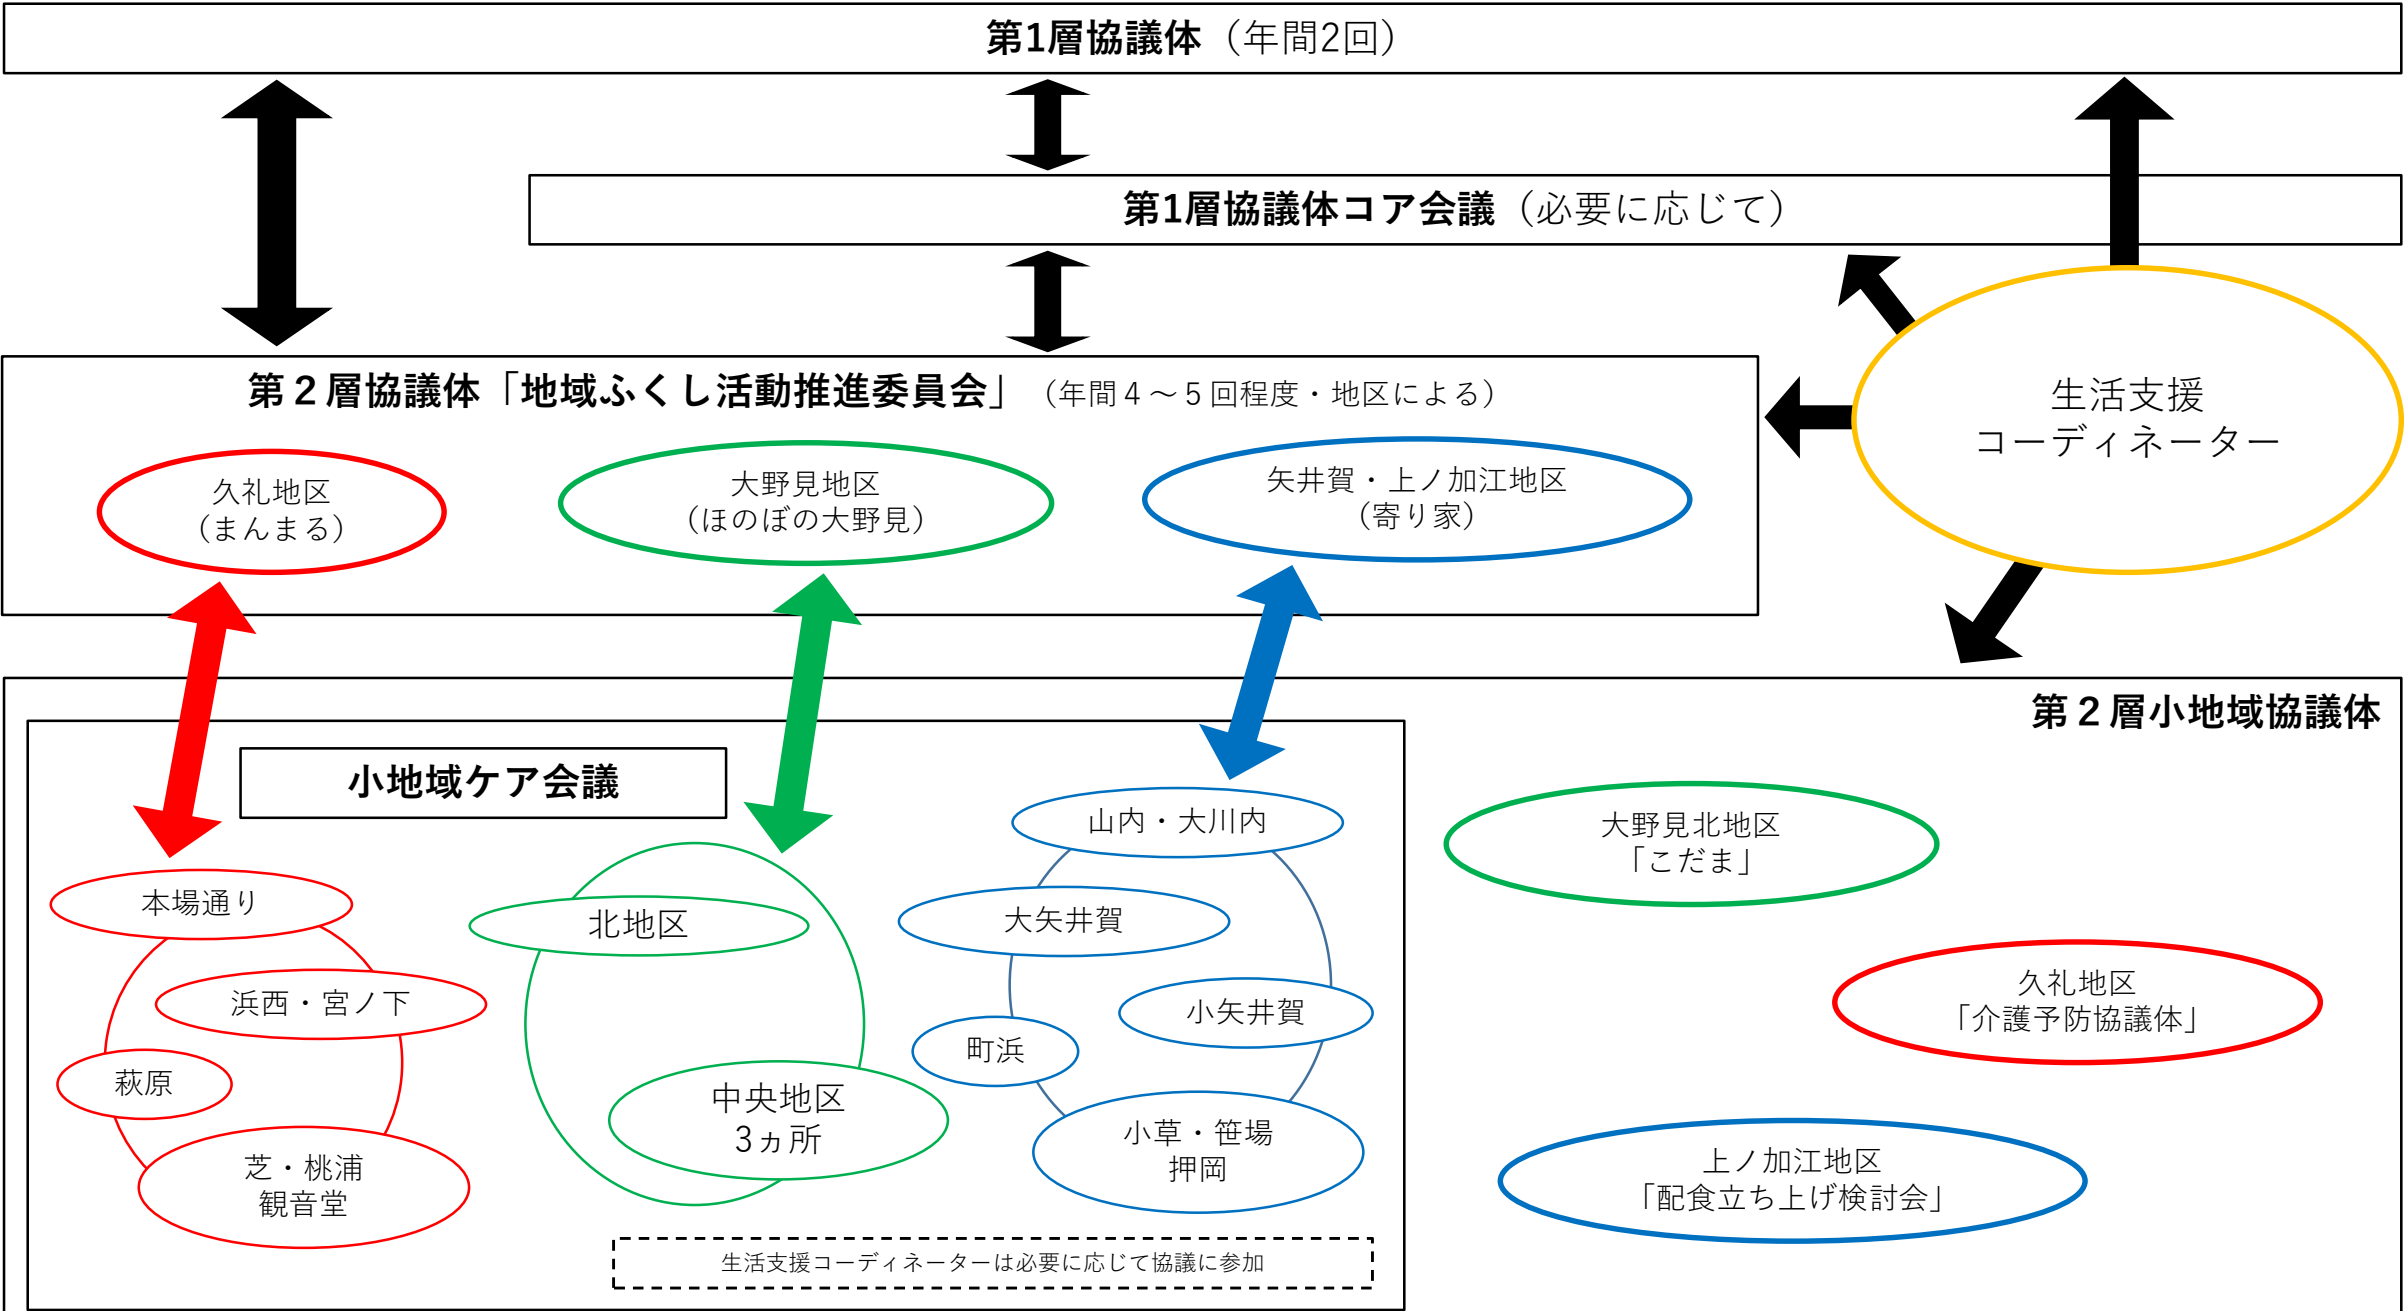 第1層協議体（年間2回）
第1層協議体コア会議（必要に応じて）
生活支援
コーディネーター
第２層協議体「地域ふくし活動推進委員会」（年間４～５回程度・地区による）
久礼地区
（まんまる）
大野見地区
（ほのぼの大野見）
矢井賀・上ノ加江地区
（寄り家）
第２層小地域協議体
小地域ケア会議
本場通り
浜西・宮ノ下
萩原
芝・桃浦
観音堂
北地区
中央地区
3ヵ所
山内・大川内
大矢井賀
小矢井賀
町浜
小草・笹場
押岡
生活支援コーディネーターは必要に応じて協議に参加
大野見北地区
「こだま」
久礼地区
「介護予防協議体」
上ノ加江地区
「配食立ち上げ検討会」